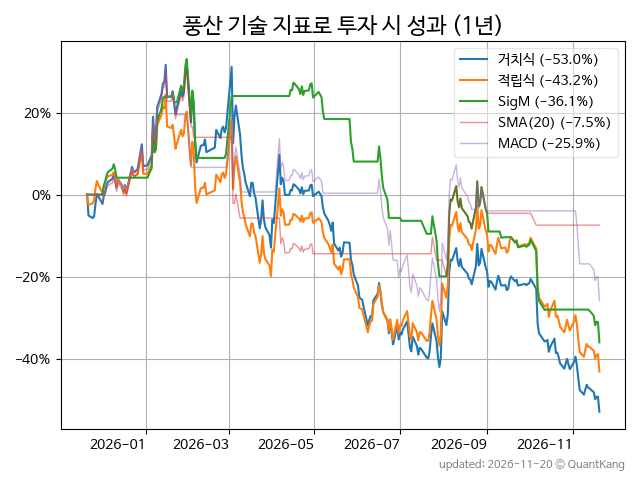 풍산 기술 지표로 투자 시 성과 (1년)
거치식 (−53.0%)
적립식 (−43.2%)
SigM (−36.1%)
SMA(20) (−7.5%)
MACD (−25.9%)
20%
0%
−20%
−40%
2026-01 2026-03 2026-05 2026-07 2026-09 2026-11
updated: 2026-11-20 © QuantKang